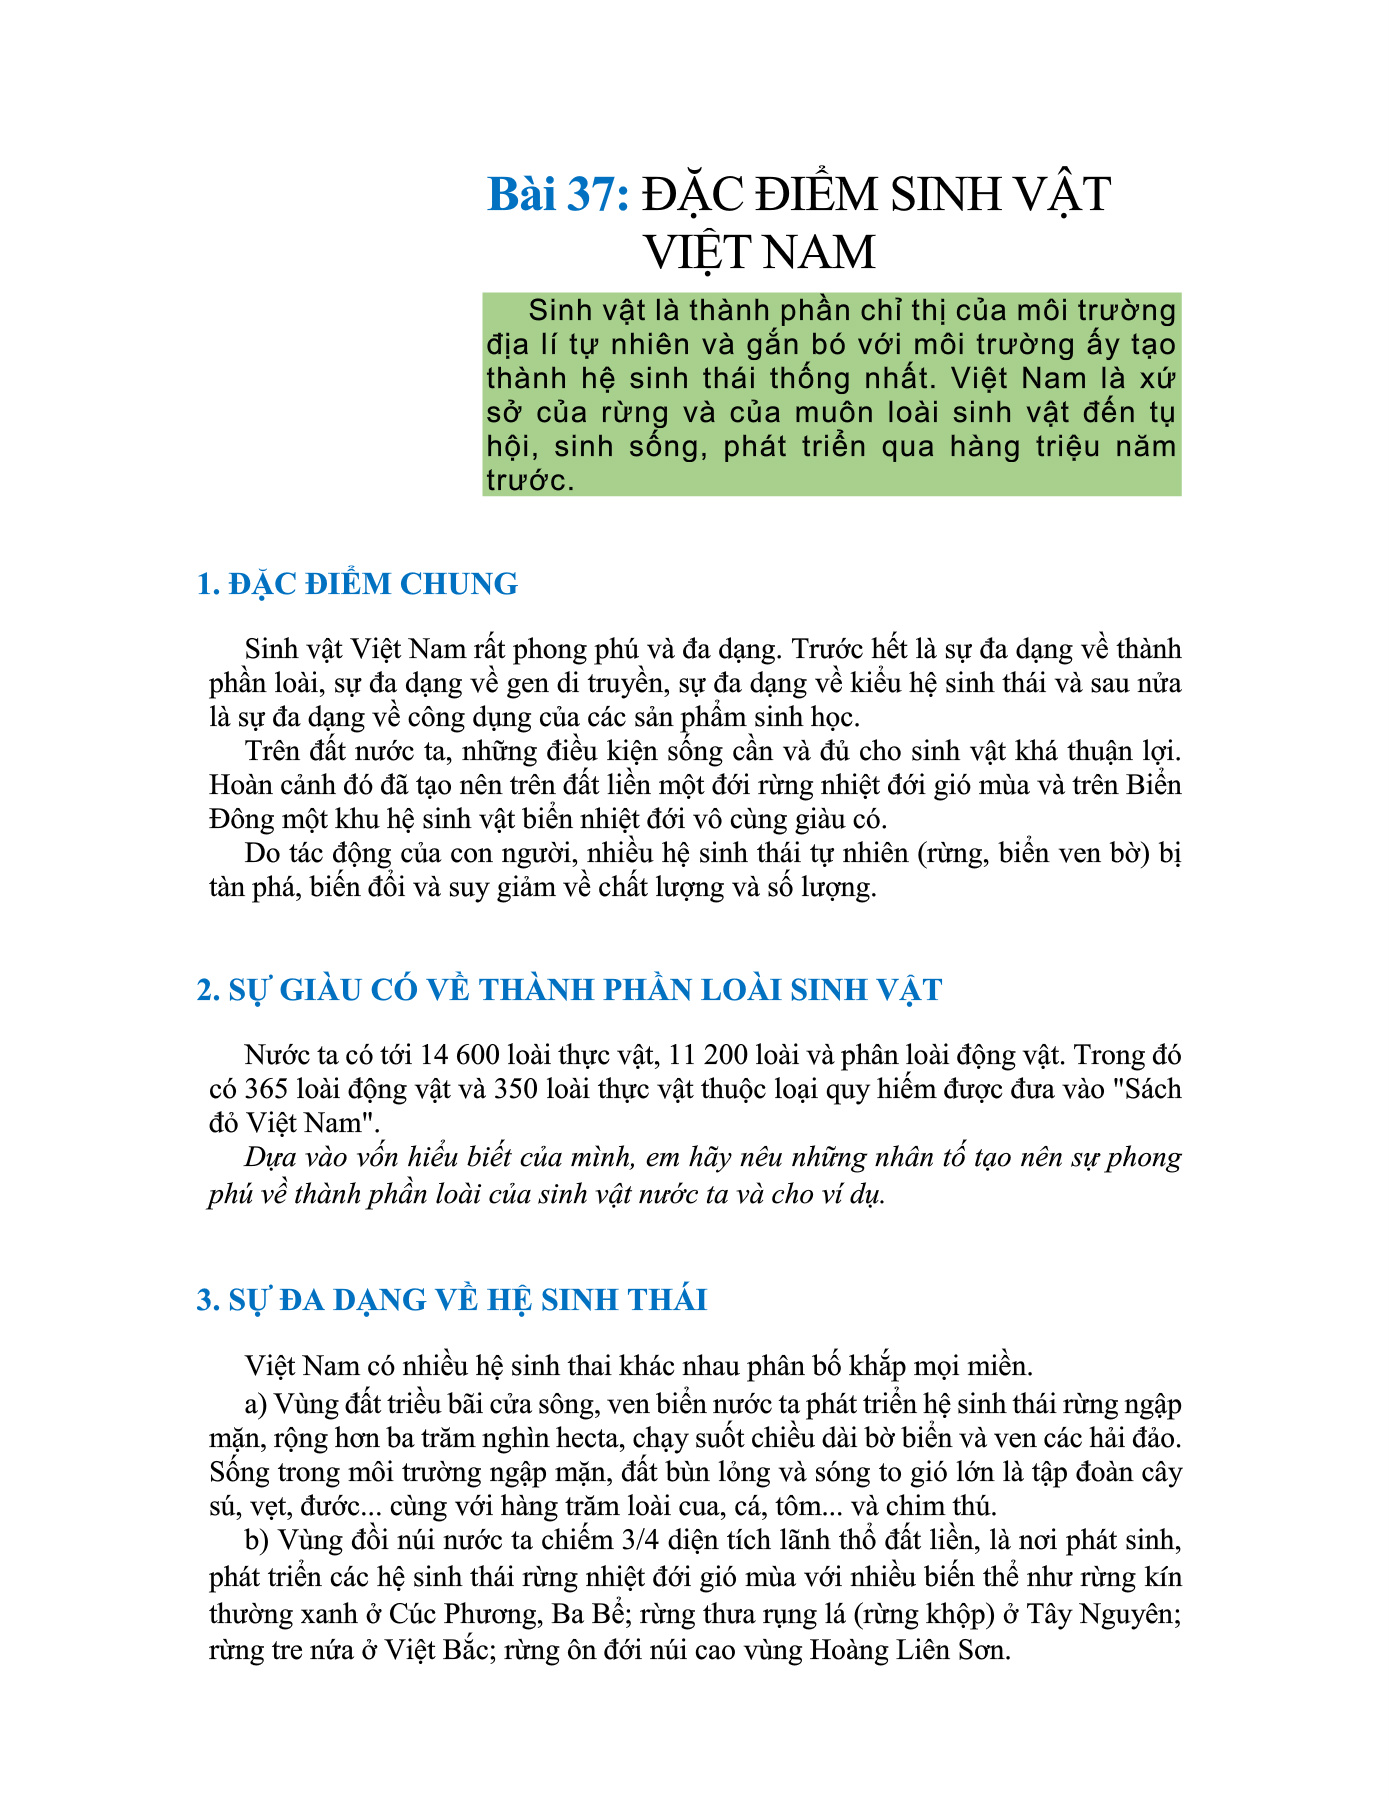 Bài 37: ĐẶC ĐIỂM SINH VẬT
VIỆT NAM
Sinh vật là thành phần chỉ thị của môi trường
địa lí tự nhiên và gắn bó với môi trường ấy tạo
thành hệ sinh thái thống nhất. Việt Nam là xứ
sở của rừng và của muôn loài sinh vật đến tụ
hội, sinh sống, phát triển qua hàng triệu năm
trước.
1. ĐẶC ĐIỂM CHUNG
Sinh vật Việt Nam rất phong phú và đa dạng. Trước hết là sự đa dạng về thành
phần loài, sự đa dạng về gen di truyền, sự đa dạng về kiểu hệ sinh thái và sau nửa
là sự đa dạng về công dụng của các sản phẩm sinh học.
Trên đất nước ta, những điều kiện sống cần và đủ cho sinh vật khá thuận lợi.
Hoàn cảnh đó đã tạo nên trên đất liền một đới rừng nhiệt đới gió mùa và trên Biển
Đông một khu hệ sinh vật biển nhiệt đới vô cùng giàu có.
Do tác động của con người, nhiều hệ sinh thái tự nhiên (rừng, biển ven bờ) bị
tàn phá, biến đổi và suy giảm về chất lượng và số lượng.
2. SỰ GIÀU CÓ VỀ THÀNH PHẦN LOÀI SINH VẬT
Nước ta có tới 14 600 loài thực vật, 11 200 loài và phân loài động vật. Trong đó
có 365 loài động vật và 350 loài thực vật thuộc loại quy hiếm được đưa vào "Sách
đỏ Việt Nam".
Dựa vào vốn hiểu biết của mình, em hãy nêu những nhân tố tạo nên sự phong
phú về thành phần loài của sinh vật nước ta và cho ví dụ.
3. SỰ ĐA DẠNG VỀ HỆ SINH THÁI
Việt Nam có nhiều hệ sinh thai khác nhau phân bố khắp mọi miền.
a) Vùng đất triều bãi cửa sông, ven biển nước ta phát triển hệ sinh thái rừng ngập
mặn, rộng hơn ba trăm nghìn hecta, chạy suốt chiều dài bờ biển và ven các hải đảo.
Sống trong môi trường ngập mặn, đất bùn lỏng và sóng to gió lớn là tập đoàn cây
sú, vẹt, đước... cùng với hàng trăm loài cua, cá, tôm... và chim thú.
b) Vùng đồi núi nước ta chiếm 3/4 diện tích lãnh thổ đất liền, là nơi phát sinh,
phát triển các hệ sinh thái rừng nhiệt đới gió mùa với nhiều biến thể như rừng kín
thường xanh ở Cúc Phương, Ba Bể; rừng thưa rụng lá (rừng khộp) ở Tây Nguyên;
rừng tre nứa ở Việt Bắc; rừng ôn đới núi cao vùng Hoàng Liên Sơn.